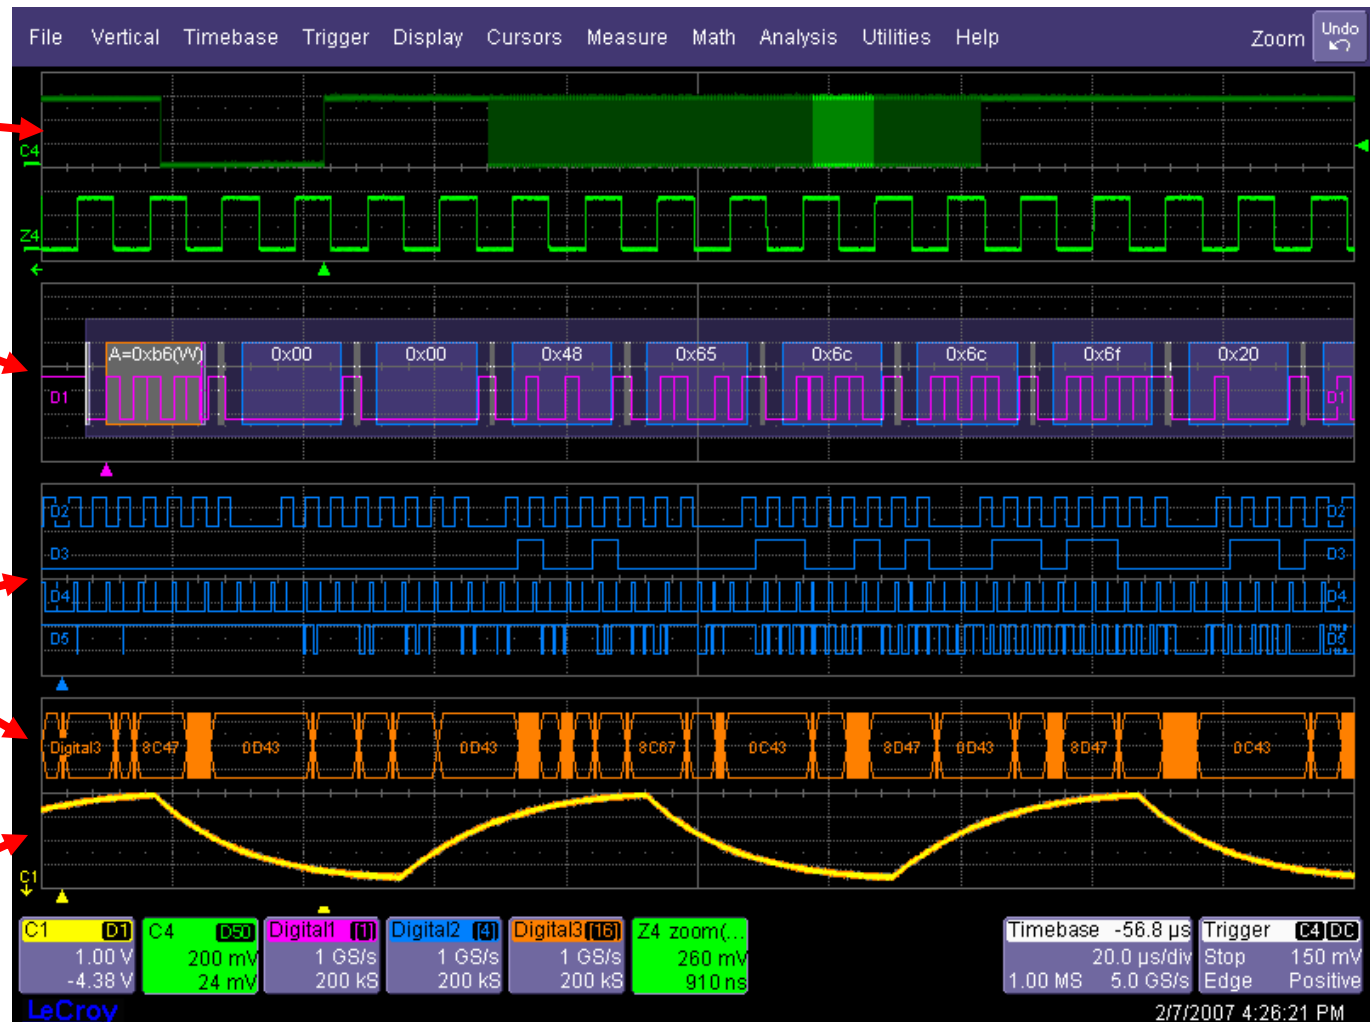 File Vertical Timebase Trigger Display Cursors Measure Math Analysis Utilities Help Zoom Undo
C4
Z4
A=0xb6(W) 0x00 0x00 0x48 0x65 0x6c 0x6c 0x6f 0x20
D1 D1
D2 D2
D3 D3
D4 D4
D5 D5
Digital3 8C47 0D43 0D43 8C67 0C43 8D47 0D43 8D47 0C43
C1
C1 D1 C4 D50 Digital1 (1) Digital2 (4) Digital3 (16) Z4 zoom(... Timebase -56.8 µs Trigger C4 DC
1.00 V 200 mV 1 GS/s 1 GS/s 1 GS/s 260 mV 20.0 µs/div Stop 150 mV
-4.38 V 24 mV 200 kS 200 kS 200 kS 910 ns 1.00 MS 5.0 GS/s Edge Positive
LeCroy 2/7/2007 4:26:21 PM